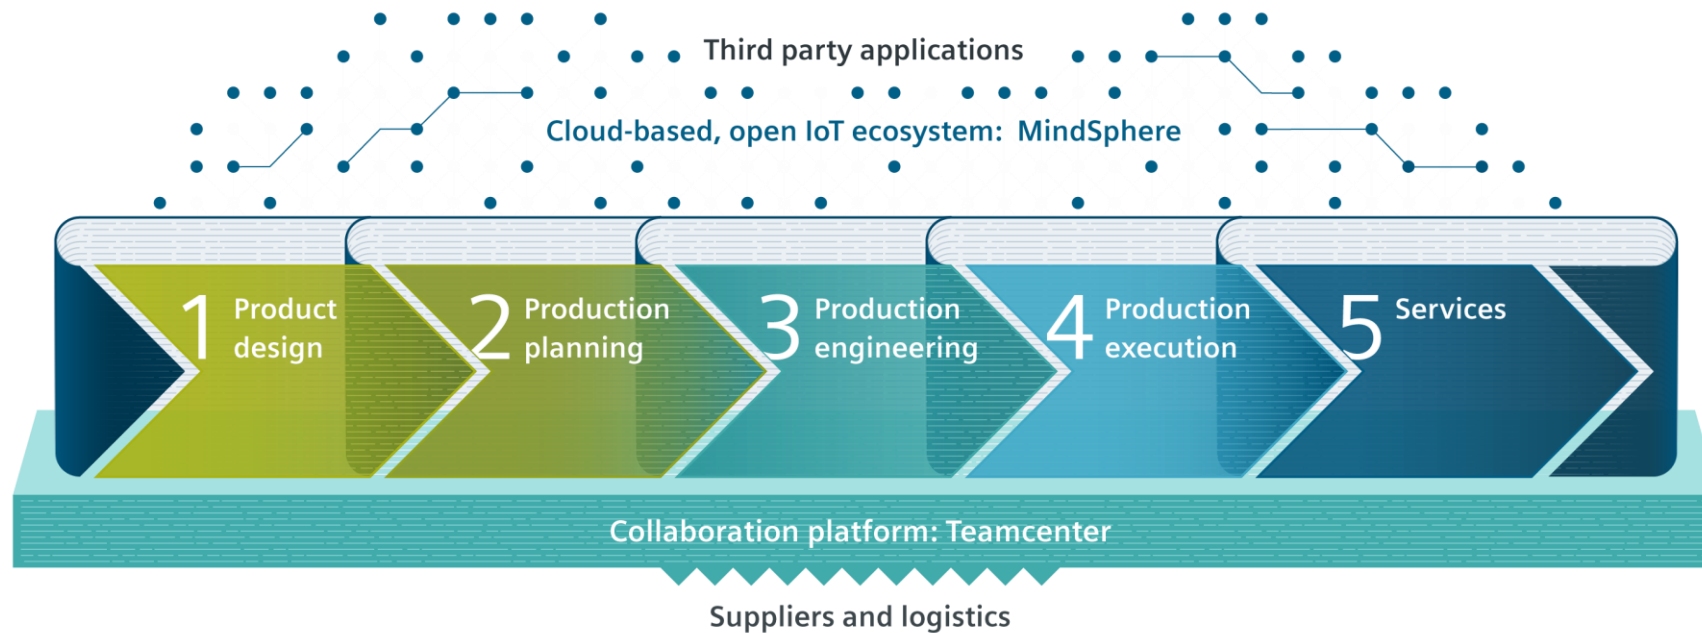 Third party applications
Cloud-based, open IoT ecosystem: MindSphere
1 Product
design
2 Production
planning
3 Production
engineering
4 Production
execution
5 Services
Collaboration platform: Teamcenter
Suppliers and logistics